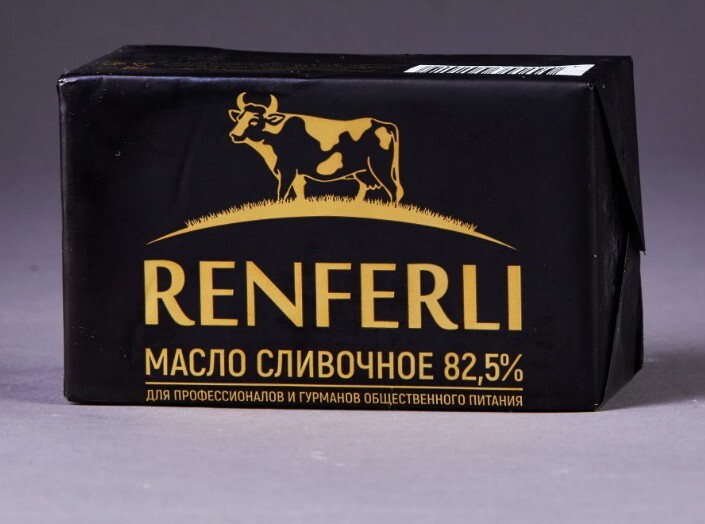 RENFERLI
МАСЛО СЛИВОЧНОЕ 82,5%
ДЛЯ ПРОФЕССИОНАЛОВ И ГУРМАНОВ ОБЩЕСТВЕННОГО ПИТАНИЯ